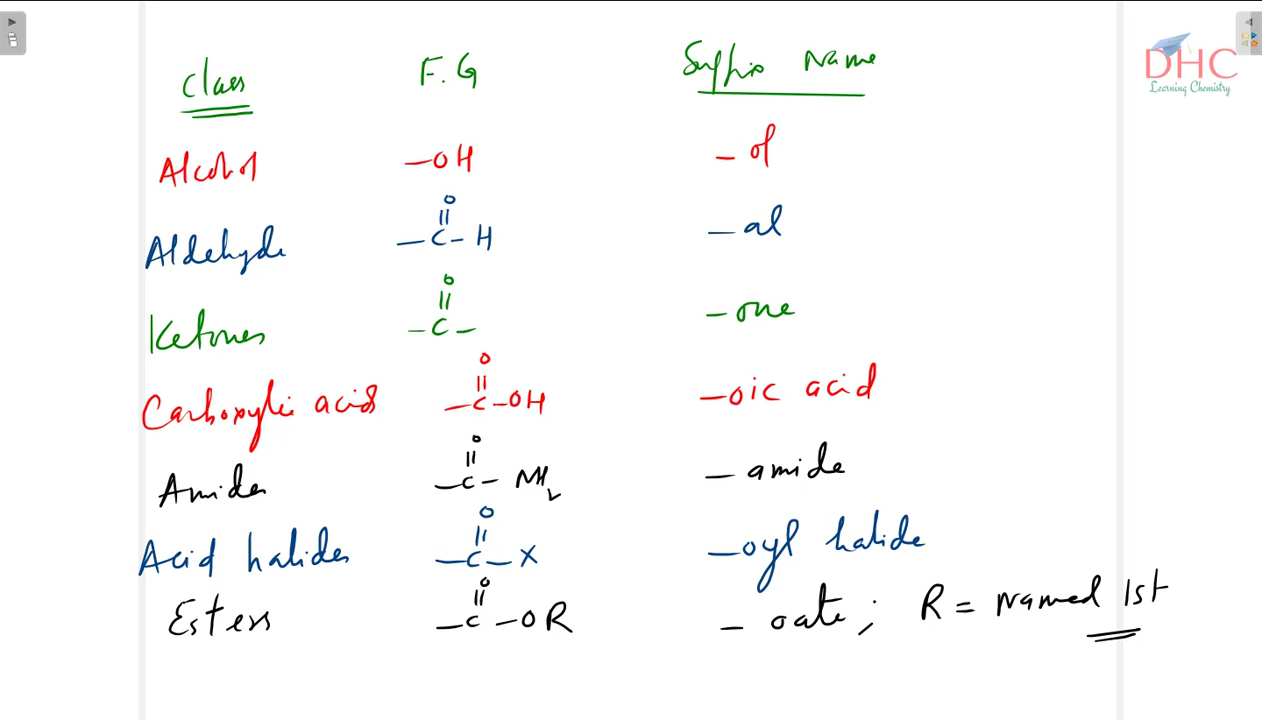 Class F.G Suffix Name
DHC
Learning Chemistry
Alcohol —OH — ol
O
||
Aldehyde —C–H — al
O
||
Ketones –C– – one
O
||
Carboxylic acids —C–OH – oic acid
O
||
Amides —C–NH2 — amide
O
||
Acid halides —C–X — oyl halide
O
||
Esters —C–OR — oate; R = Named 1st